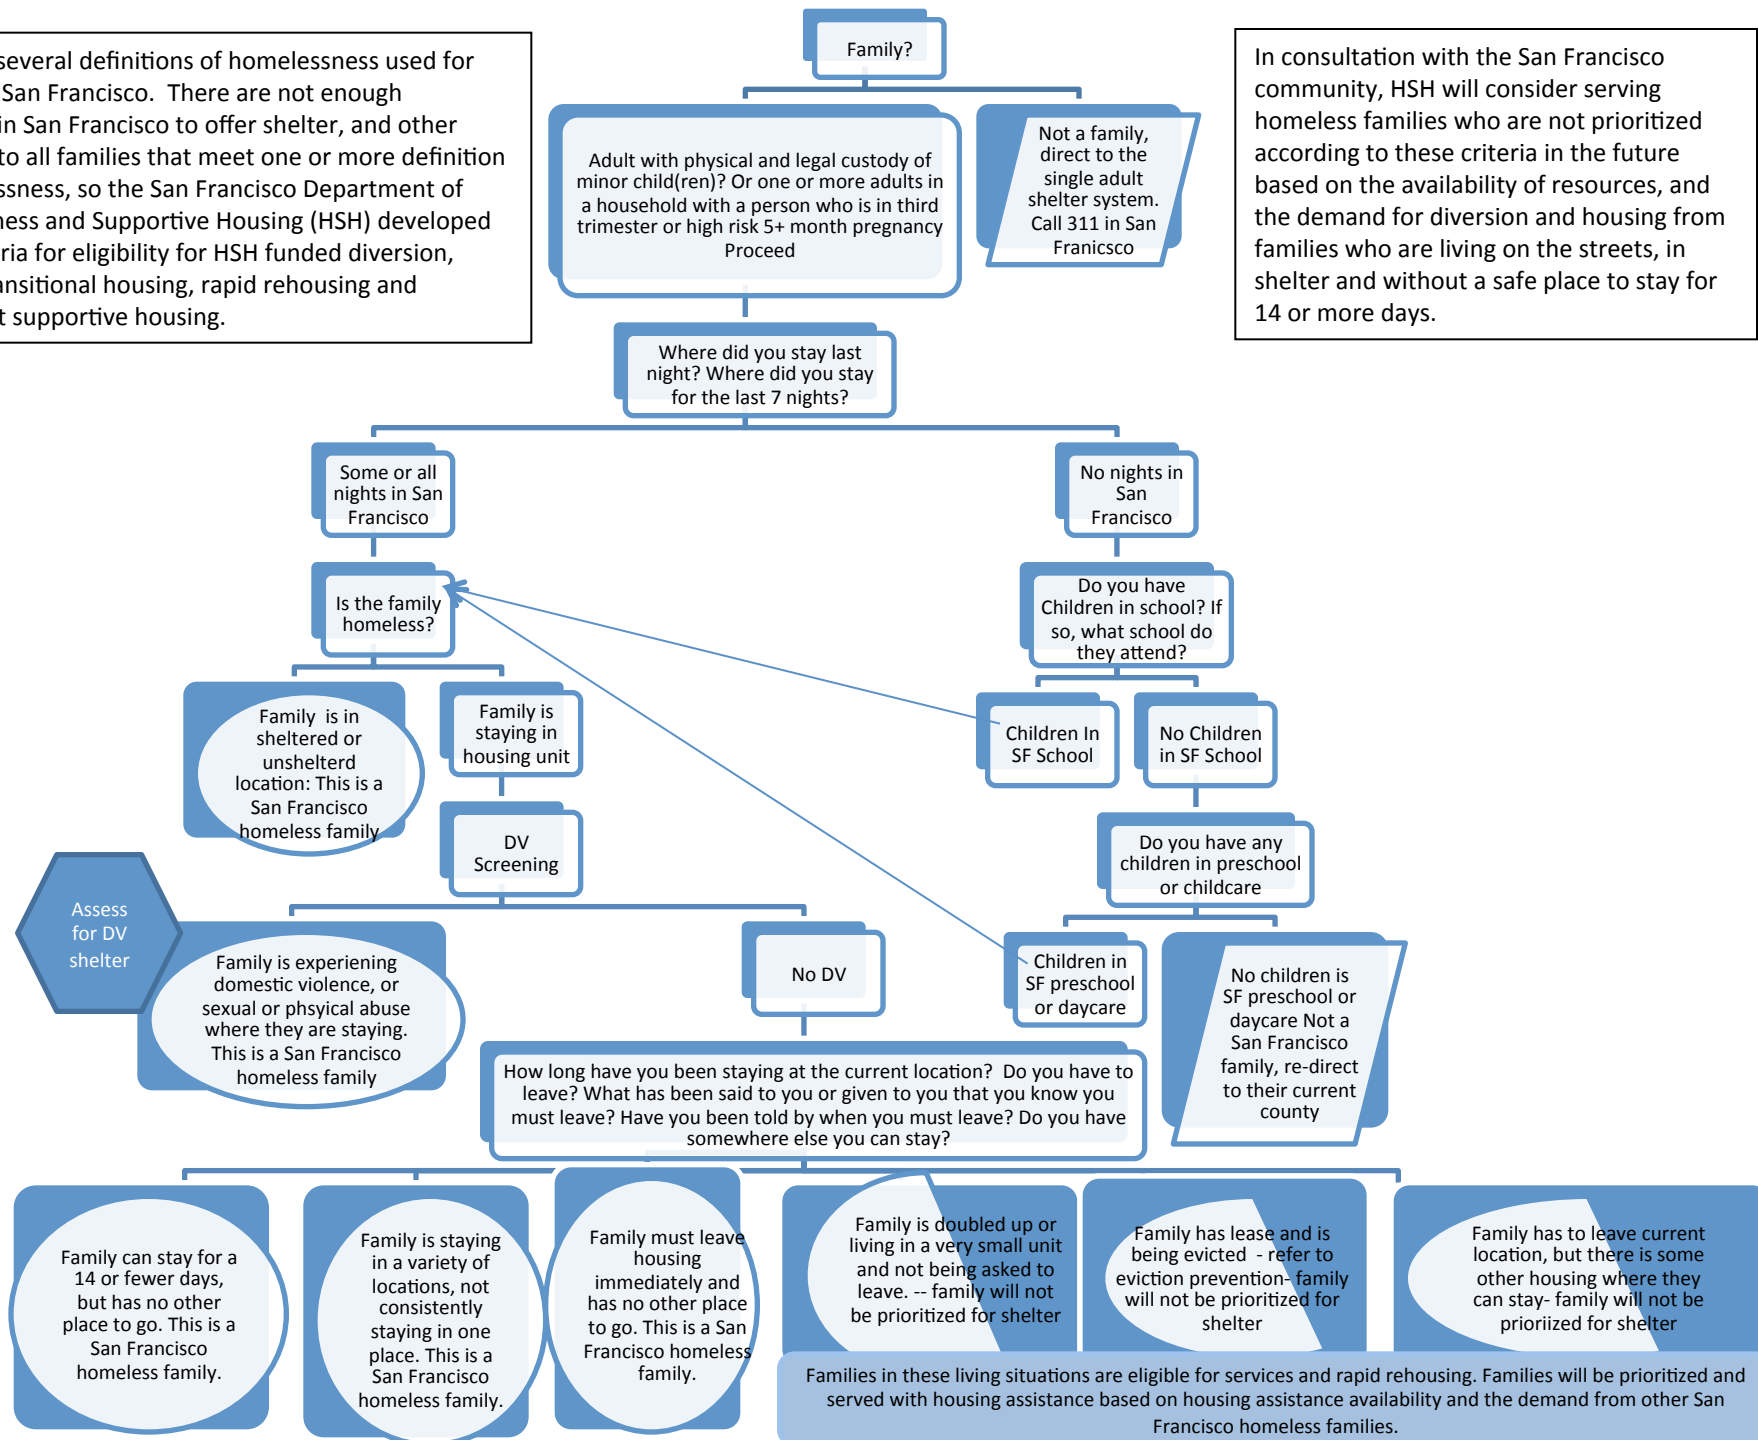 several definitions of homelessness used for
San Francisco. There are not enough
in San Francisco to offer shelter, and other
to all families that meet one or more definition
ssness, so the San Francisco Department of
ness and Supportive Housing (HSH) developed
ria for eligibility for HSH funded diversion,
ansitional housing, rapid rehousing and
t supportive housing.
Family?
In consultation with the San Francisco
community, HSH will consider serving
homeless families who are not prioritized
according to these criteria in the future
based on the availability of resources, and
the demand for diversion and housing from
families who are living on the streets, in
shelter and without a safe place to stay for
14 or more days.
Adult with physical and legal custody of
minor child(ren)? Or one or more adults in
a household with a person who is in third
trimester or high risk 5+ month pregnancy
Proceed
Not a family,
direct to the
single adult
shelter system.
Call 311 in San
Franicsco
Where did you stay last
night? Where did you stay
for the last 7 nights?
Some or all
nights in San
Francisco
No nights in
San
Francisco
Is the family
homeless?
Do you have
Children in school? If
so, what school do
they attend?
Family is in
sheltered or
unshelterd
location: This is a
San Francisco
homeless family
Family is
staying in
housing unit
Children In
SF School
No Children
in SF School
DV
Screening
Do you have any
children in preschool
or childcare
Assess
for DV
shelter
Family is experiening
domestic violence, or
sexual or phsyical abuse
where they are staying.
This is a San Francisco
homeless family
No DV
Children in
SF preschool
or daycare
No children is
SF preschool or
daycare Not a
San Francisco
family, re-direct
to their current
county
How long have you been staying at the current location? Do you have to
leave? What has been said to you or given to you that you know you
must leave? Have you been told by when you must leave? Do you have
somewhere else you can stay?
Family can stay for a
14 or fewer days,
but has no other
place to go. This is a
San Francisco
homeless family.
Family is staying
in a variety of
locations, not
consistently
staying in one
place. This is a
San Francisco
homeless family.
Family must leave
housing
immediately and
has no other place
to go. This is a San
Francisco homeless
family.
Family is doubled up or
living in a very small unit
and not being asked to
leave. -- family will not
be prioritized for shelter
Family has lease and is
being evicted - refer to
eviction prevention- family
will not be prioritized for
shelter
Family has to leave current
location, but there is some
other housing where they
can stay- family will not be
prioriized for shelter
Families in these living situations are eligible for services and rapid rehousing. Families will be prioritized and
served with housing assistance based on housing assistance availability and the demand from other San
Francisco homeless families.